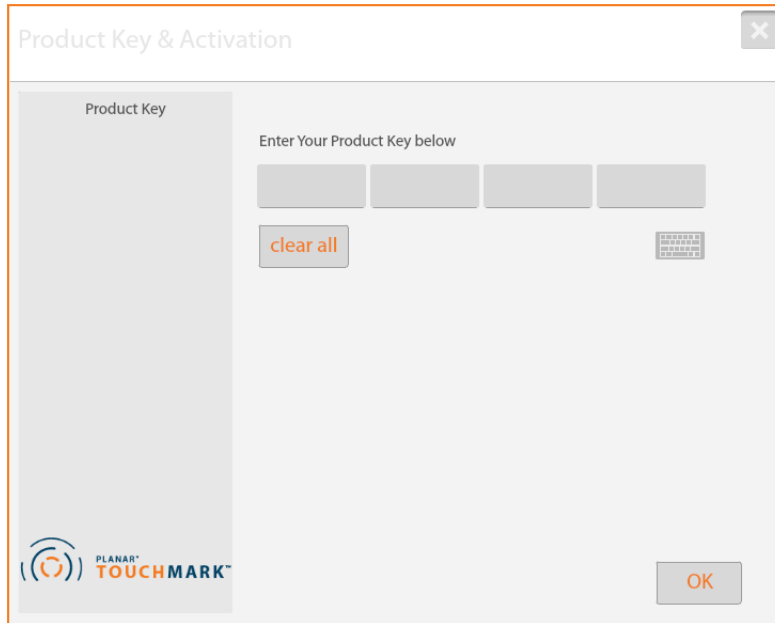 Product Key & Activation
Product Key
Enter Your Product Key below
clear all
PLANAR®
TOUCHMARK™
OK